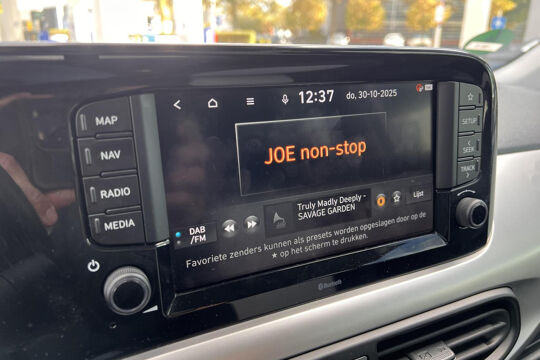 MAP
NAV
RADIO
MEDIA
12:37
do, 30-10-2025
JOE non-stop
Truly Madly Deeply -
SAVAGE GARDEN
Lijst
DAB
/FM
Favoriete zenders kunnen als presets worden opgeslagen door op de
★ op het scherm te drukken.
☆
SETUP
SEEK
TRACK
Bluetooth